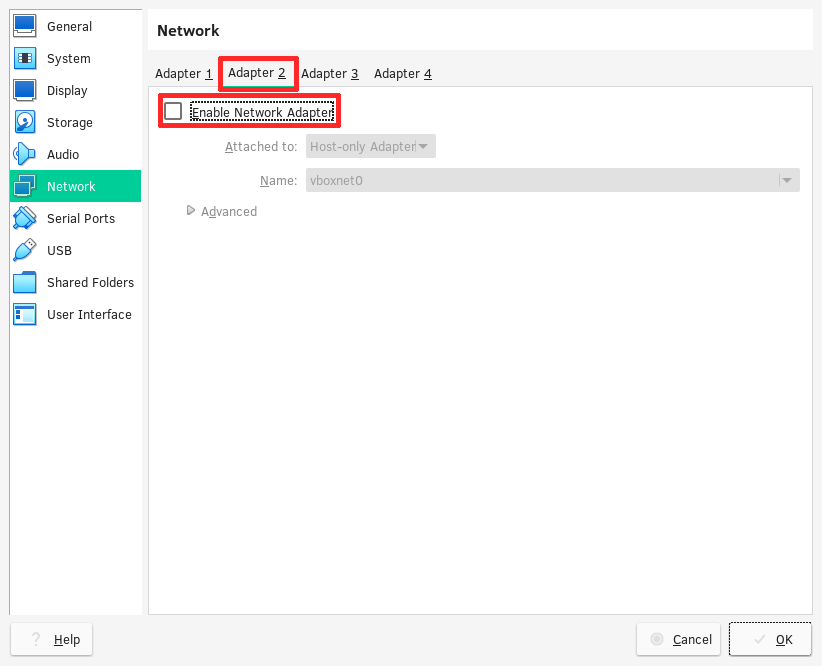 General
System
Display
Storage
Audio
Network
Serial Ports
USB
Shared Folders
User Interface
Network
Adapter 1 Adapter 2 Adapter 3 Adapter 4
Enable Network Adapter
Attached to: Host-only Adapter
Name: vboxnet0
Advanced
? Help Cancel OK